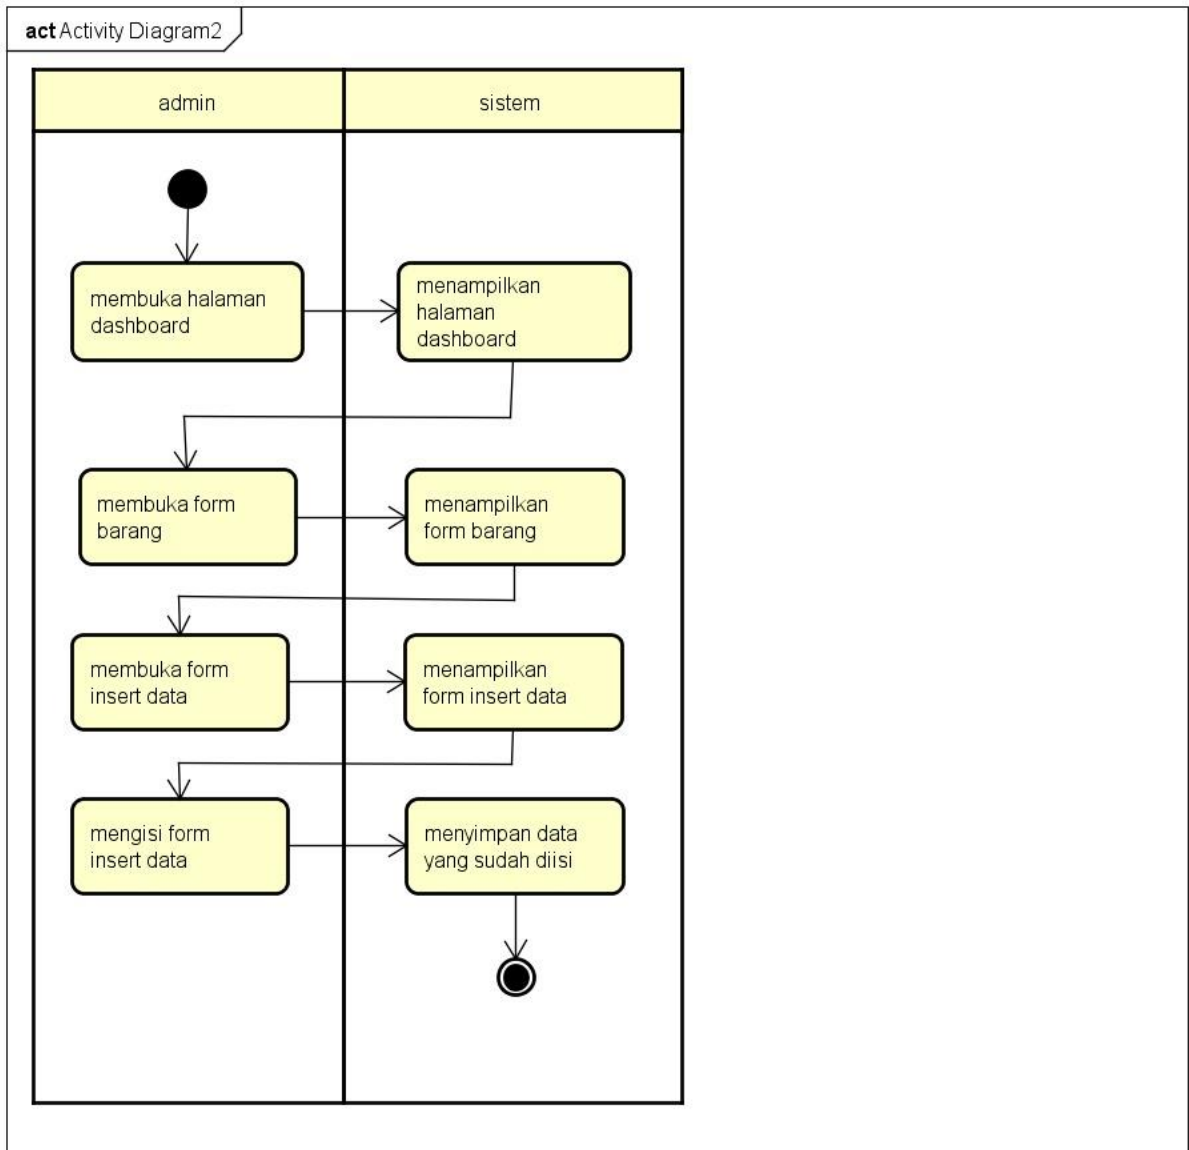 act Activity Diagram2
admin
sistem
membuka halaman
dashboard
menampilkan
halaman
dashboard
membuka form
barang
menampilkan
form barang
membuka form
insert data
menampilkan
form insert data
mengisi form
insert data
menyimpan data
yang sudah diisi